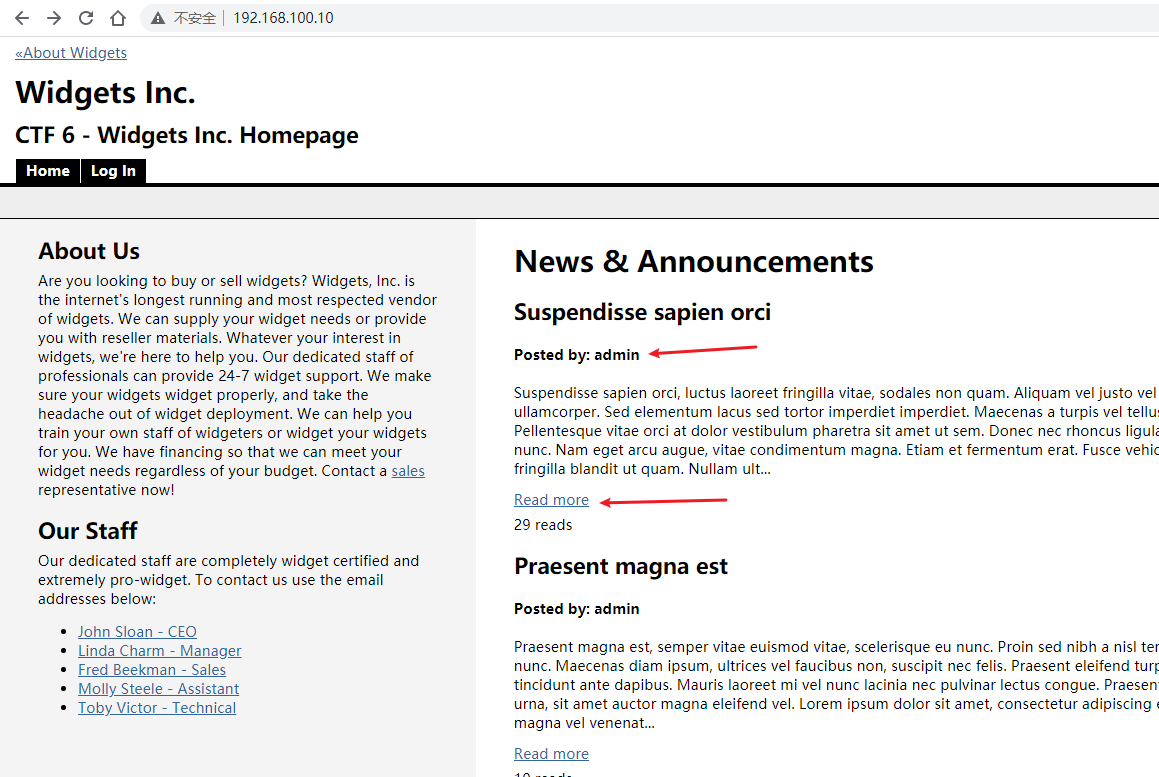 不安全 192.168.100.10
«About Widgets
Widgets Inc.
CTF 6 - Widgets Inc. Homepage
Home Log In
About Us
Are you looking to buy or sell widgets? Widgets, Inc. is
the internet's longest running and most respected vendor
of widgets. We can supply your widget needs or provide
you with reseller materials. Whatever your interest in
widgets, we're here to help you. Our dedicated staff of
professionals can provide 24-7 widget support. We make
sure your widgets widget properly, and take the
headache out of widget deployment. We can help you
train your own staff of widgeters or widget your widgets
for you. We have financing so that we can meet your
widget needs regardless of your budget. Contact a sales
representative now!
Our Staff
Our dedicated staff are completely widget certified and
extremely pro-widget. To contact us use the email
addresses below:
John Sloan - CEO
Linda Charm - Manager
Fred Beekman - Sales
Molly Steele - Assistant
Toby Victor - Technical
News & Announcements
Suspendisse sapien orci
Posted by: admin
Suspendisse sapien orci, luctus laoreet fringilla vitae, sodales non quam. Aliquam vel justo vel
ullamcorper. Sed elementum lacus sed tortor imperdiet imperdiet. Maecenas a turpis vel tellus
Pellentesque vitae orci at dolor vestibulum pharetra sit amet ut sem. Donec nec rhoncus ligula
nunc. Nam eget arcu augue, vitae condimentum magna. Etiam et fermentum erat. Fusce vehic
fringilla blandit ut quam. Nullam ult...
Read more
29 reads
Praesent magna est
Posted by: admin
Praesent magna est, semper vitae euismod vitae, scelerisque eu nunc. Proin sed nibh a nisl
nunc. Maecenas diam ipsum, ultrices vel faucibus non, suscipit nec felis. Praesent eleifend
tincidunt ante dapibus. Mauris laoreet mi vel nunc lacinia nec pulvinar lectus congue. Praesen
urna, sit amet auctor magna eleifend vel. Lorem ipsum dolor sit amet, consectetur adipiscing
magna vel venenat...
Read more